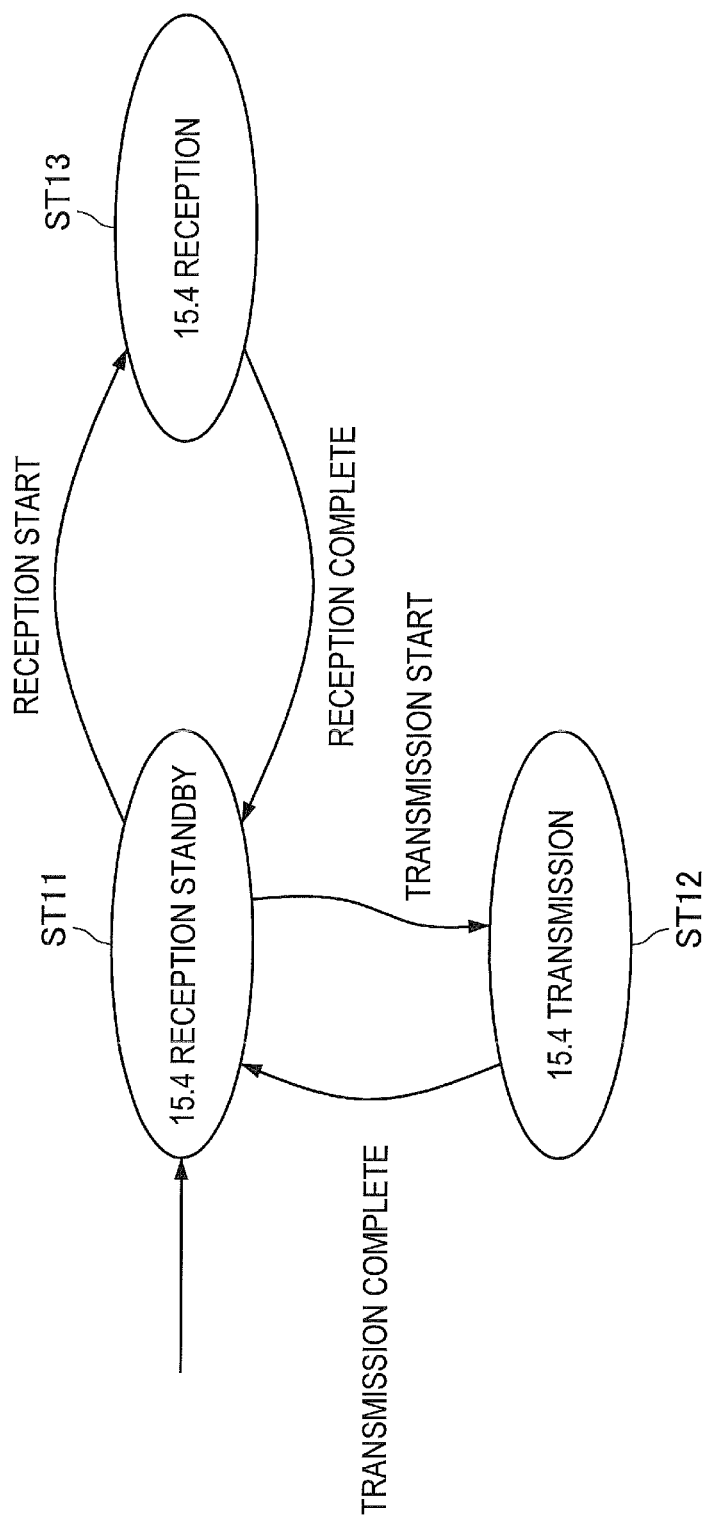 ST11
15.4 RECEPTION STANDBY
RECEPTION START
ST13
15.4 RECEPTION
RECEPTION COMPLETE
TRANSMISSION START
TRANSMISSION COMPLETE
15.4 TRANSMISSION
ST12